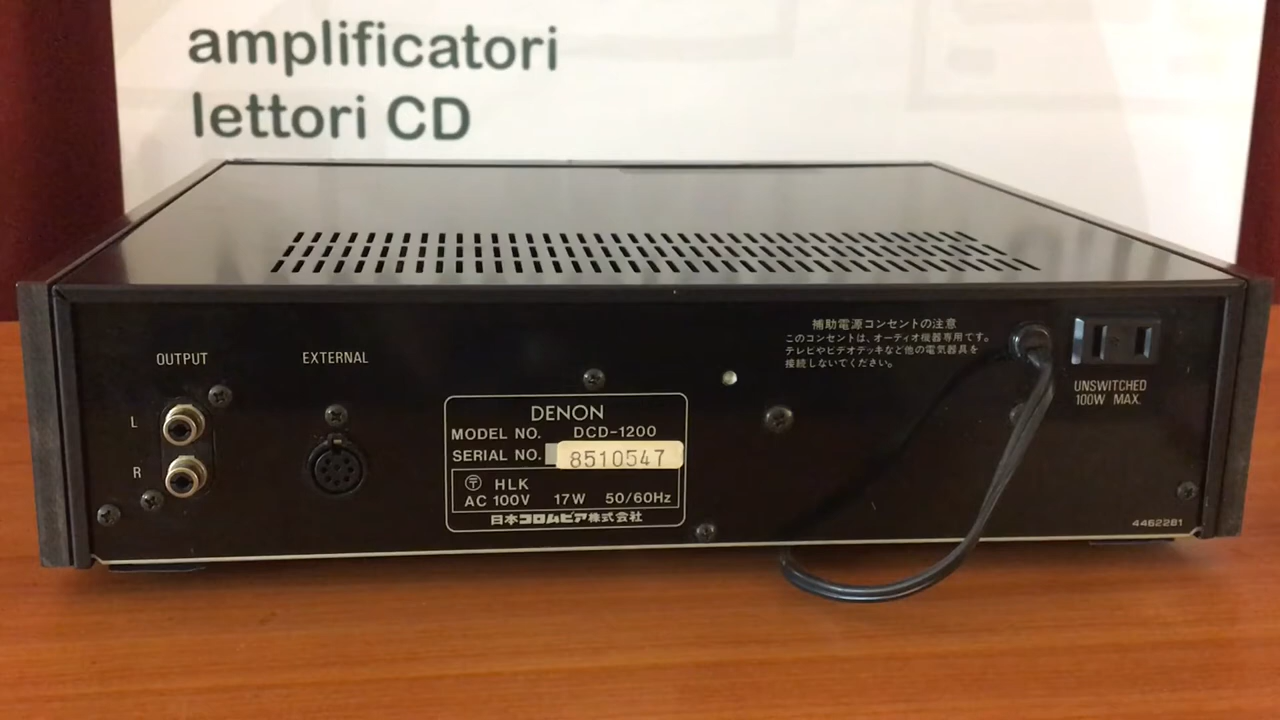 amplificatori
lettori CD
OUTPUT
EXTERNAL
L
R
DENON
MODEL NO. DCD-1200
SERIAL NO. 8510547
〒 HLK
AC 100V 17W 50/60Hz
日本コロムビア株式会社
補助電源コンセントの注意
このコンセントは、オーディオ機器専用です。
テレビやビデオデッキなど他の電気器具を
接続しないでください。
UNSWITCHED
100W MAX.
4462281